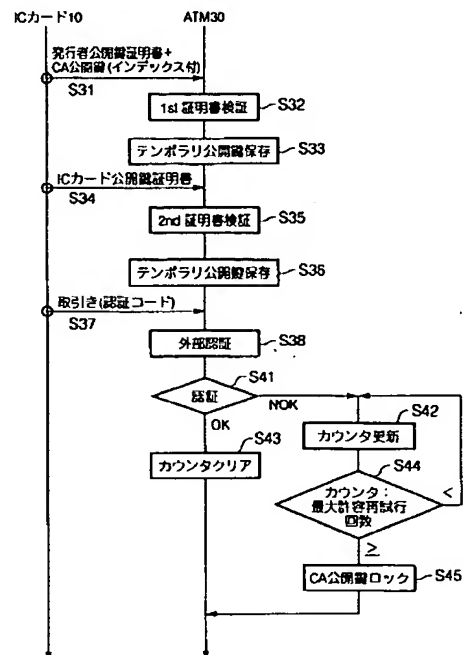 ICカード10
ATM30
発行者公開鍵証明書+
CA公開鍵(インデックス付)
S31
1st 証明書検証
S32
テンポラリ公開鍵保存
S33
ICカード公開鍵証明書
S34
2nd 証明書検証
S35
テンポラリ公開鍵保存
S36
取引き(認証コード)
S37
外部認証
S38
S41
認証
NOK
OK
S42
カウンタ更新
S43
カウンタクリア
S44
カウンタ:
最大許容再試行
回数
<
≧
CA公開鍵ロック
S45